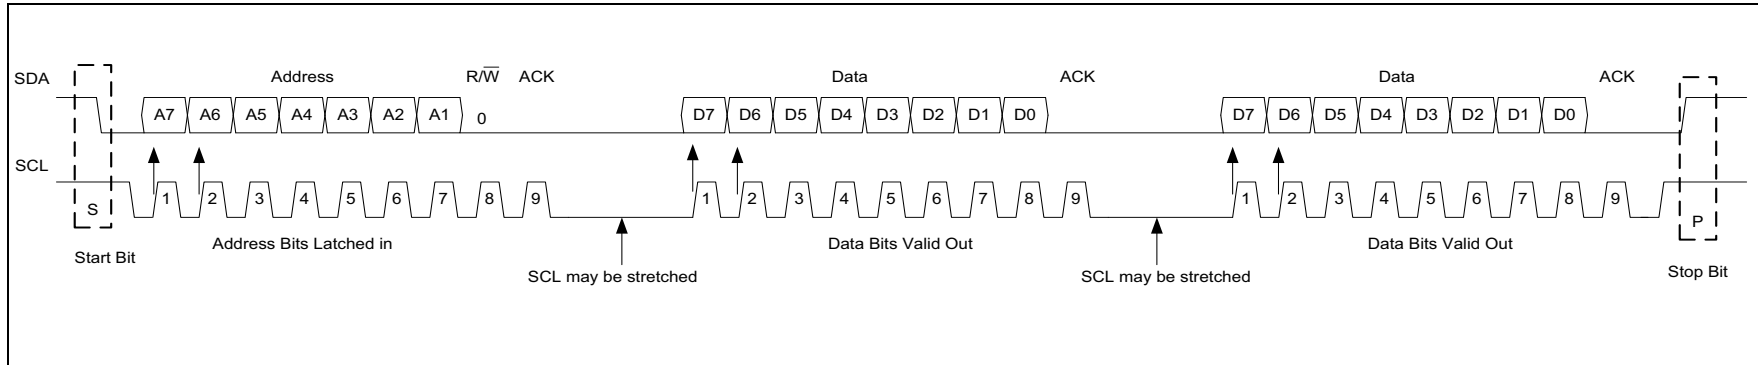 Address R/W̅ ACK Data ACK Data ACK
SDA
A7 A6 A5 A4 A3 A2 A1 0 D7 D6 D5 D4 D3 D2 D1 D0 D7 D6 D5 D4 D3 D2 D1 D0
SCL
S 1 2 3 4 5 6 7 8 9 1 2 3 4 5 6 7 8 9 1 2 3 4 5 6 7 8 9 P
Address Bits Latched in Data Bits Valid Out Data Bits Valid Out
Start Bit SCL may be stretched SCL may be stretched Stop Bit